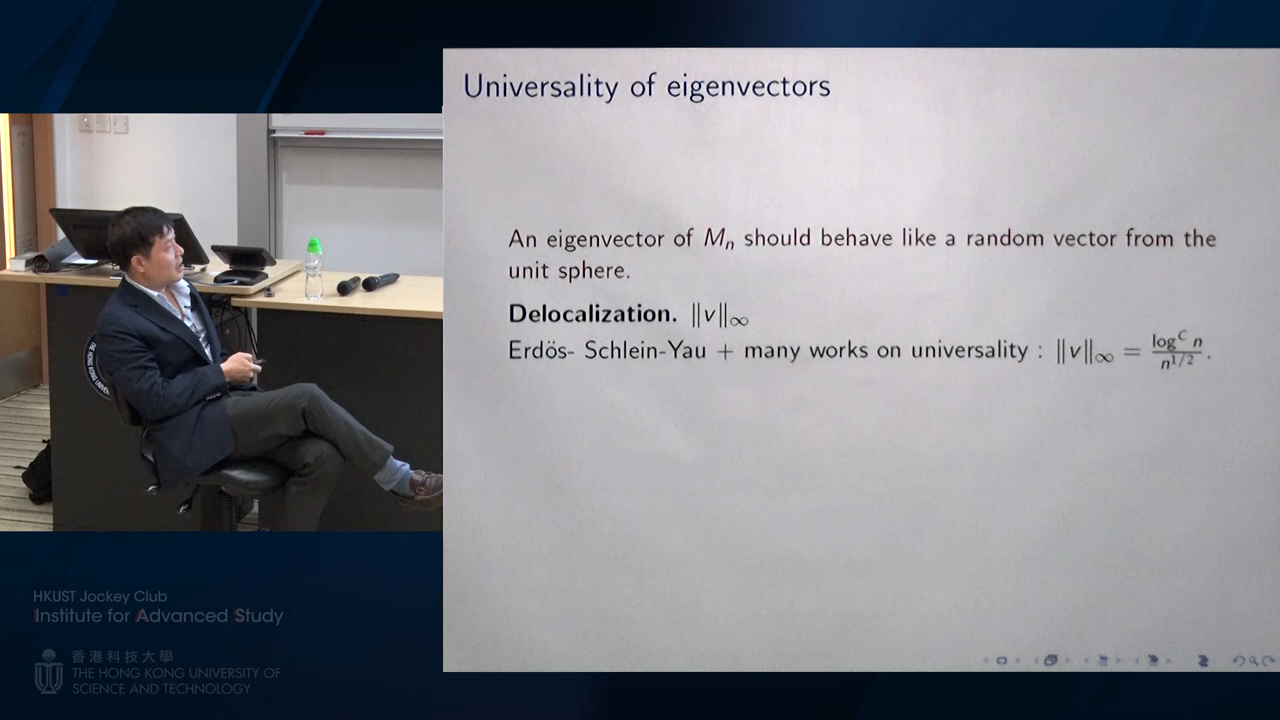 Universality of eigenvectors
An eigenvector of Mₙ should behave like a random vector from the
unit sphere.
Delocalization. ‖v‖∞
Erdös- Schlein-Yau + many works on universality : ‖v‖∞ = log^C n / n^{1/2}.
HKUST Jockey Club
Institute for Advanced Study
香港科技大學
THE HONG KONG UNIVERSITY OF
SCIENCE AND TECHNOLOGY